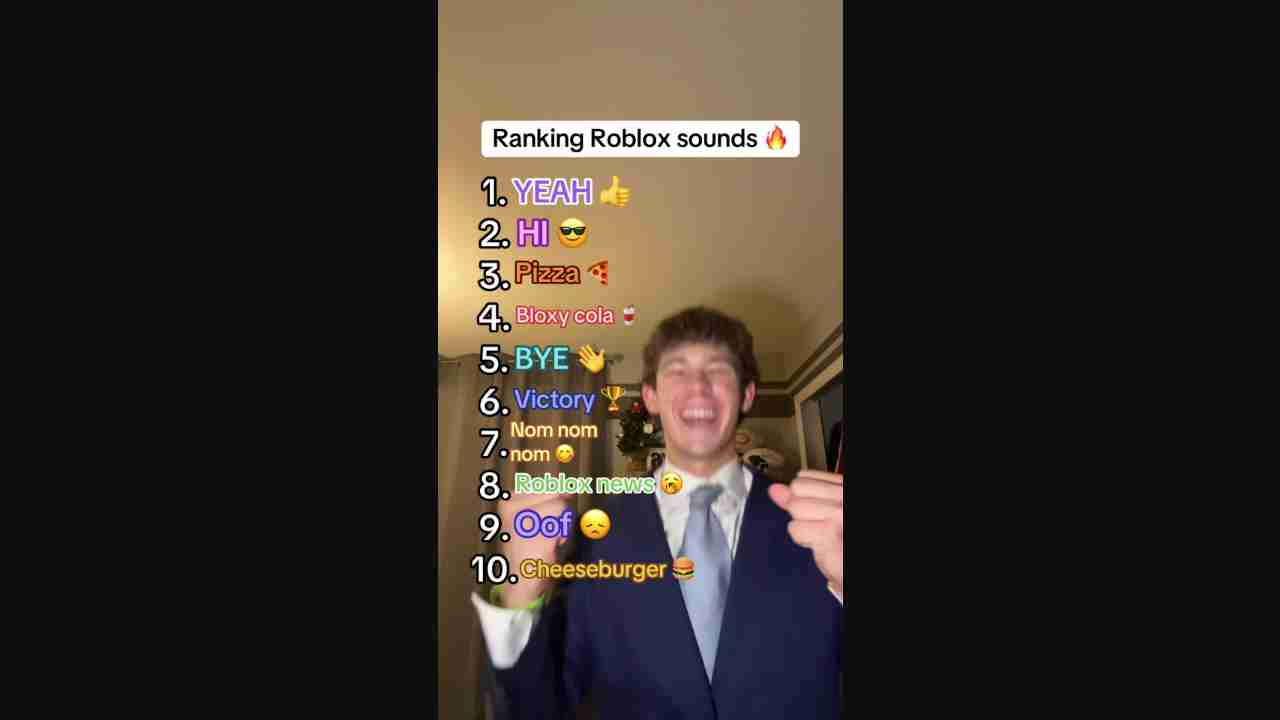 Ranking Roblox sounds 🔥
1. YEAH 👍
2. HI 😎
3. Pizza 🍕
4. Bloxy cola 🥤
5. BYE 👋
6. Victory 🏆
7. Nom nom
nom 😋
8. Roblox news 🥱
9. Oof 😞
10. Cheeseburger 🍔